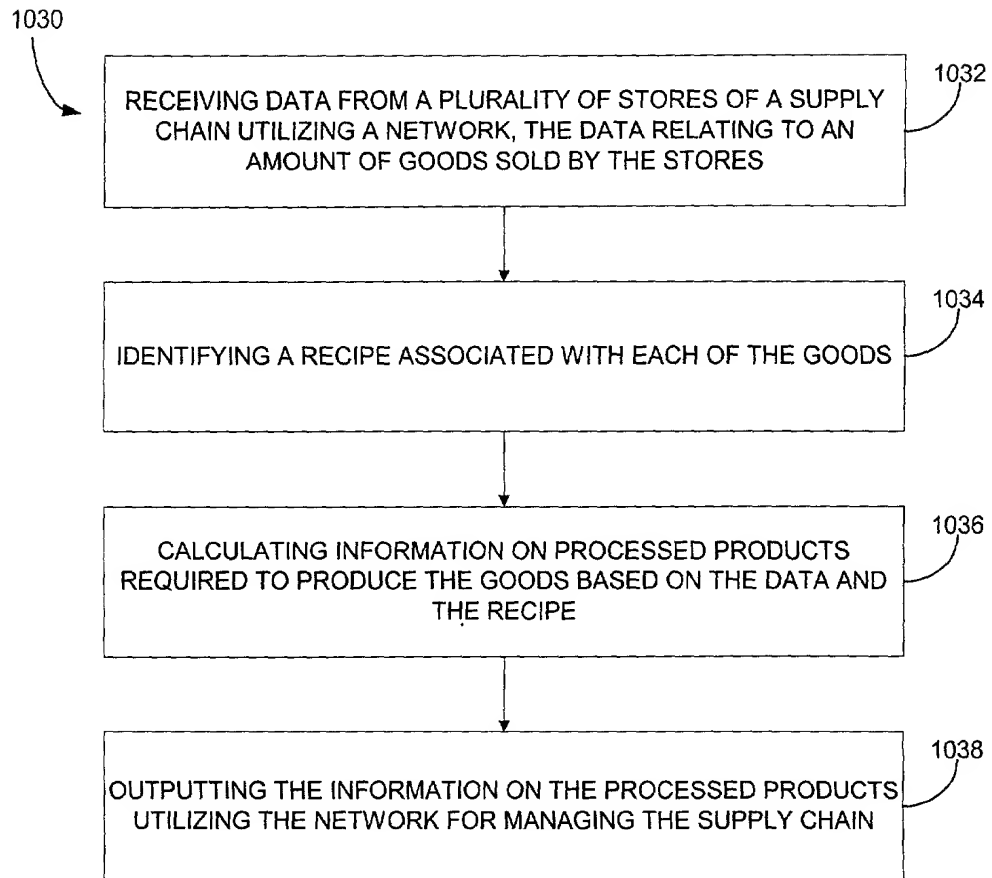 1030
1032
RECEIVING DATA FROM A PLURALITY OF STORES OF A SUPPLY
CHAIN UTILIZING A NETWORK, THE DATA RELATING TO AN
AMOUNT OF GOODS SOLD BY THE STORES
1034
IDENTIFYING A RECIPE ASSOCIATED WITH EACH OF THE GOODS
1036
CALCULATING INFORMATION ON PROCESSED PRODUCTS
REQUIRED TO PRODUCE THE GOODS BASED ON THE DATA AND
THE RECIPE
1038
OUTPUTTING THE INFORMATION ON THE PROCESSED PRODUCTS
UTILIZING THE NETWORK FOR MANAGING THE SUPPLY CHAIN